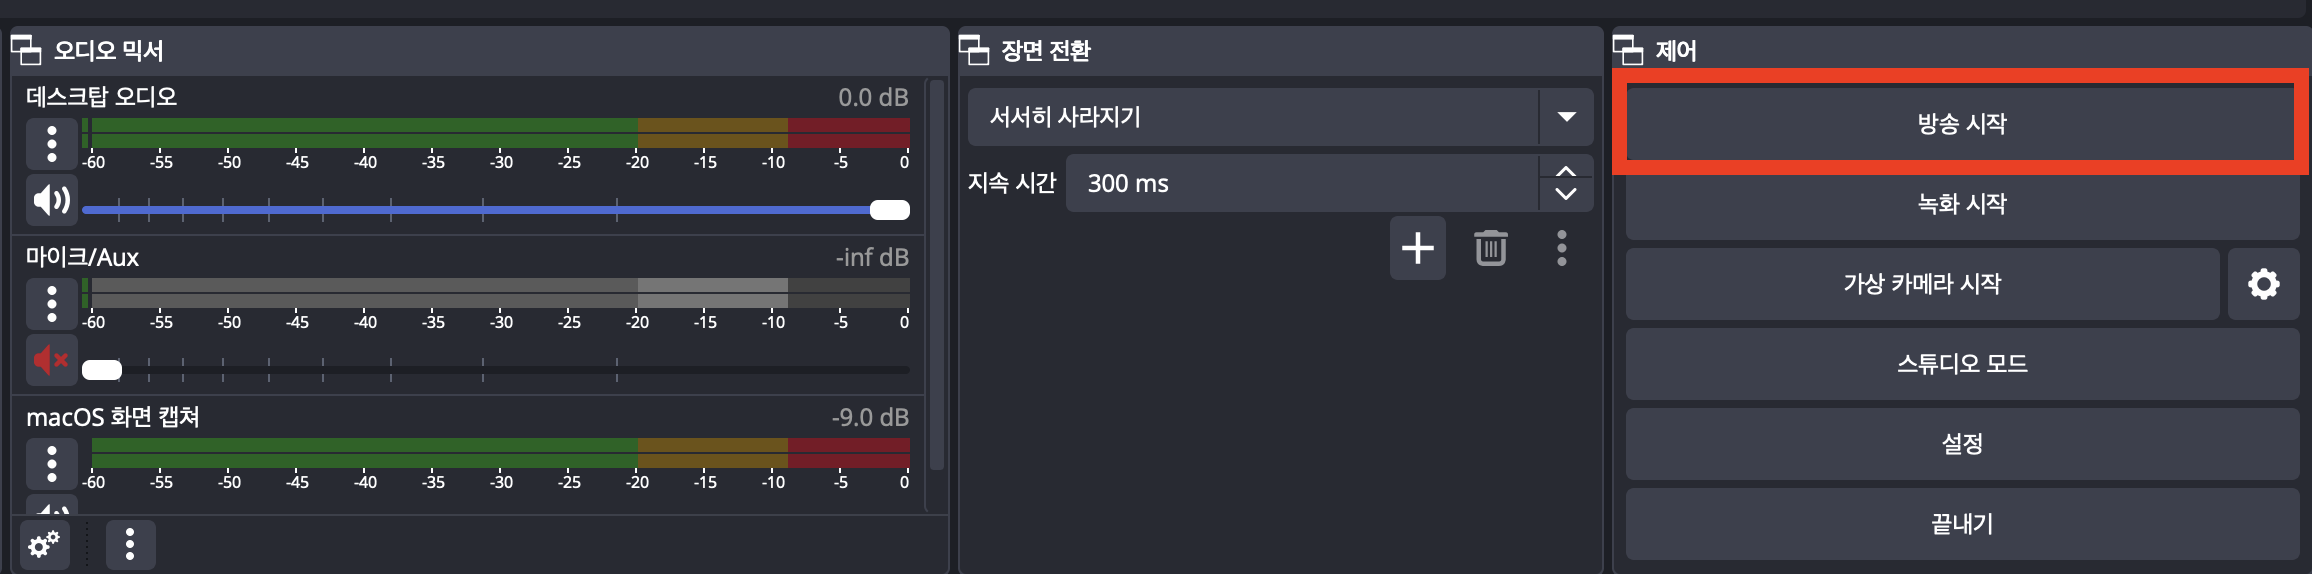 오디오 믹서
데스크탑 오디오 0.0 dB
-60 -55 -50 -45 -40 -35 -30 -25 -20 -15 -10 -5 0
마이크/Aux -inf dB
-60 -55 -50 -45 -40 -35 -30 -25 -20 -15 -10 -5 0
macOS 화면 캡쳐 -9.0 dB
-60 -55 -50 -45 -40 -35 -30 -25 -20 -15 -10 -5 0
장면 전환
서서히 사라지기
지속 시간 300 ms
제어
방송 시작
녹화 시작
가상 카메라 시작
스튜디오 모드
설정
끝내기